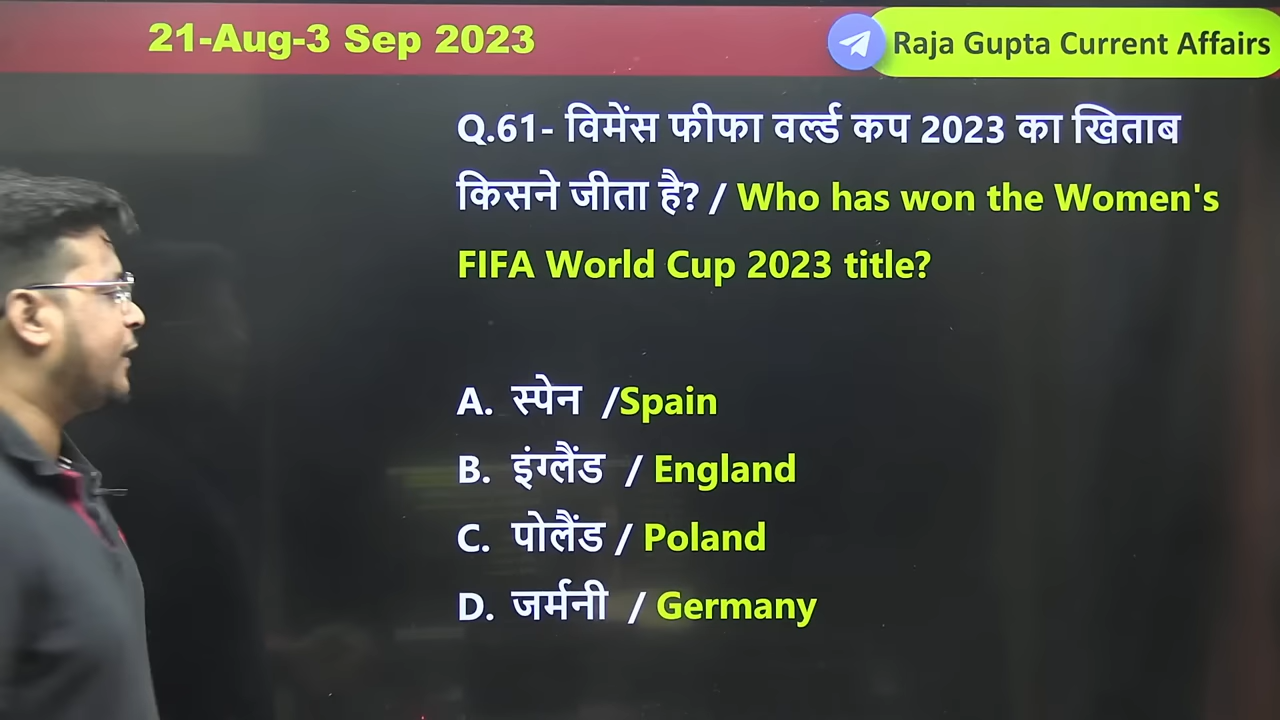 21-Aug-3 Sep 2023
Raja Gupta Current Affairs
Q.61- विमेंस फीफा वर्ल्ड कप 2023 का खिताब
किसने जीता है? / Who has won the Women's
FIFA World Cup 2023 title?
A. स्पेन /Spain
B. इंग्लैंड / England
C. पोलैंड / Poland
D. जर्मनी / Germany